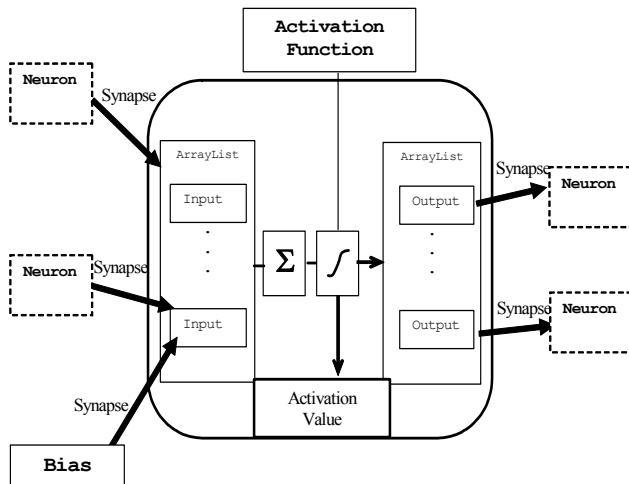 Activation
Function
Neuron
Synapse
ArrayList
ArrayList
Synapse
Neuron
Input
Output
Σ
∫
Neuron
Synapse
Synapse
Neuron
Input
Output
Synapse
Activation
Value
Bias